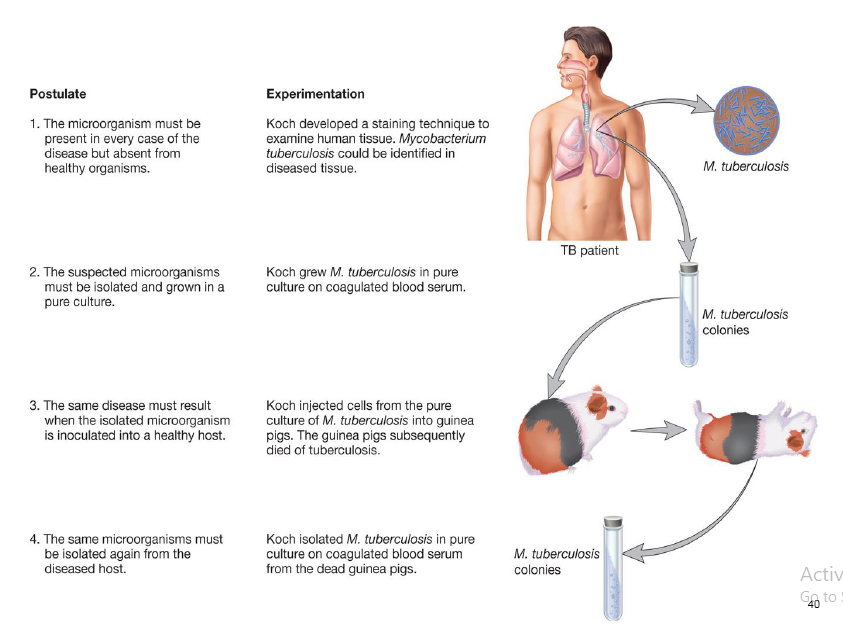 Postulate
Experimentation
1. The microorganism must be
present in every case of the
disease but absent from
healthy organisms.
Koch developed a staining technique to
examine human tissue. Mycobacterium
tuberculosis could be identified in
diseased tissue.
M. tuberculosis
TB patient
2. The suspected microorganisms
must be isolated and grown in a
pure culture.
Koch grew M. tuberculosis in pure
culture on coagulated blood serum.
M. tuberculosis
colonies
3. The same disease must result
when the isolated microorganism
is inoculated into a healthy host.
Koch injected cells from the pure
culture of M. tuberculosis into guinea
pigs. The guinea pigs subsequently
died of tuberculosis.
4. The same microorganisms must
be isolated again from the
diseased host.
Koch isolated M. tuberculosis in pure
culture on coagulated blood serum
from the dead guinea pigs.
M. tuberculosis
colonies
Activ
Go to
40